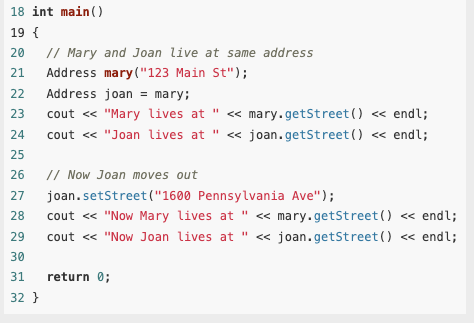 18 int main()
19 {
20   // Mary and Joan live at same address
21   Address mary("123 Main St");
22   Address joan = mary;
23   cout << "Mary lives at " << mary.getStreet() << endl;
24   cout << "Joan lives at " << joan.getStreet() << endl;
25
26   // Now Joan moves out
27   joan.setStreet("1600 Pennsylvania Ave");
28   cout << "Now Mary lives at " << mary.getStreet() << endl;
29   cout << "Now Joan lives at " << joan.getStreet() << endl;
30
31   return 0;
32 }